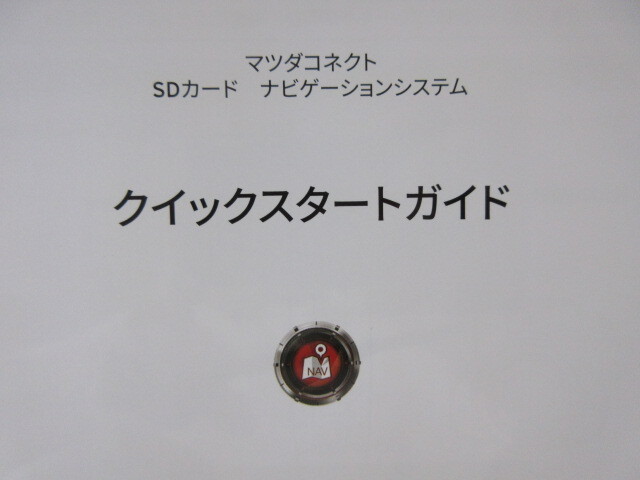 マツダコネクト
SDカード　ナビゲーションシステム
クイックスタートガイド
NAV